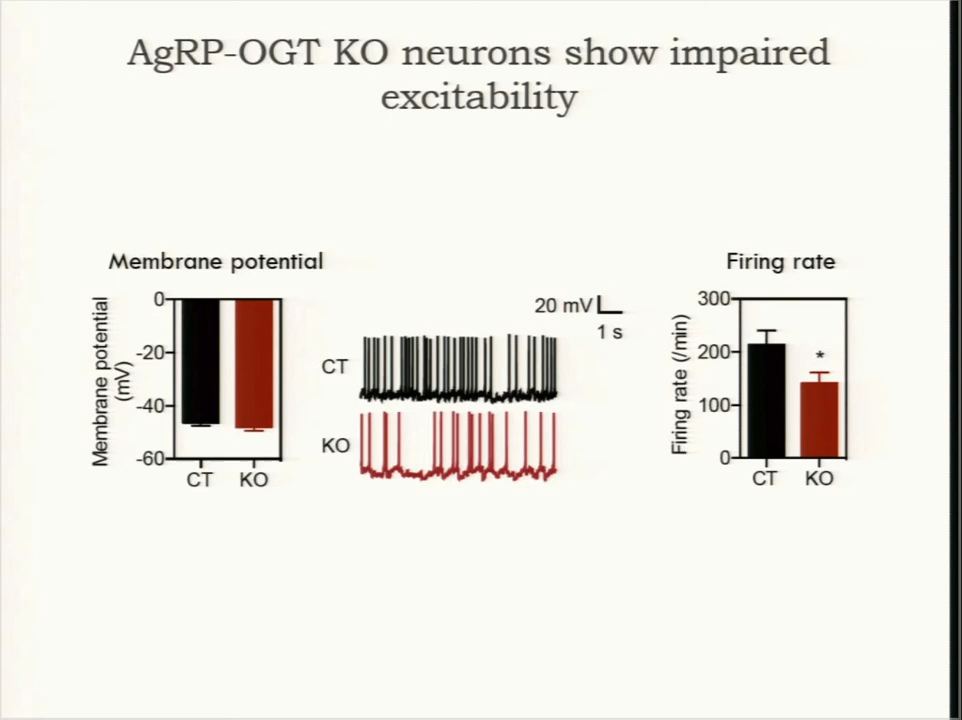 AgRP-OGT KO neurons show impaired
excitability
Membrane potential
Membrane potential
(mV)
0
-20
-40
-60
CT
KO
20 mV
1 s
CT
KO
Firing rate
Firing rate (/min)
300
200
100
0
*
CT
KO